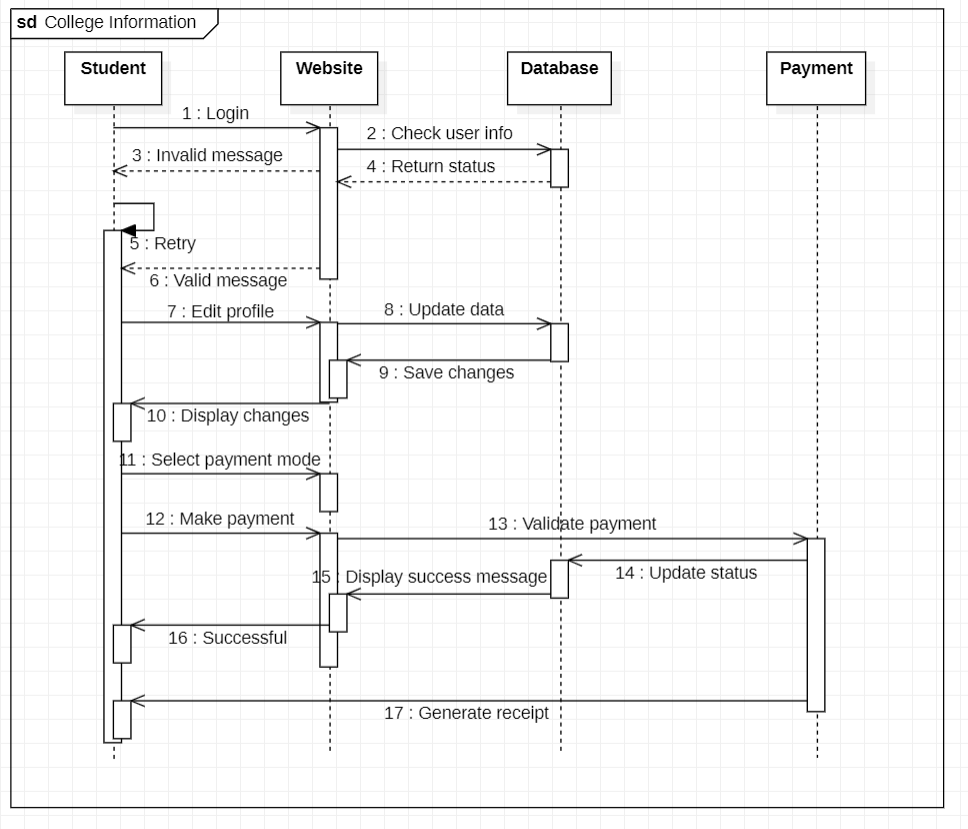 sd College Information
Student
Website
Database
Payment
1 : Login
2 : Check user info
3 : Invalid message
4 : Return status
5 : Retry
6 : Valid message
7 : Edit profile
8 : Update data
9 : Save changes
10 : Display changes
11 : Select payment mode
12 : Make payment
13 : Validate payment
14 : Update status
15 : Display success message
16 : Successful
17 : Generate receipt